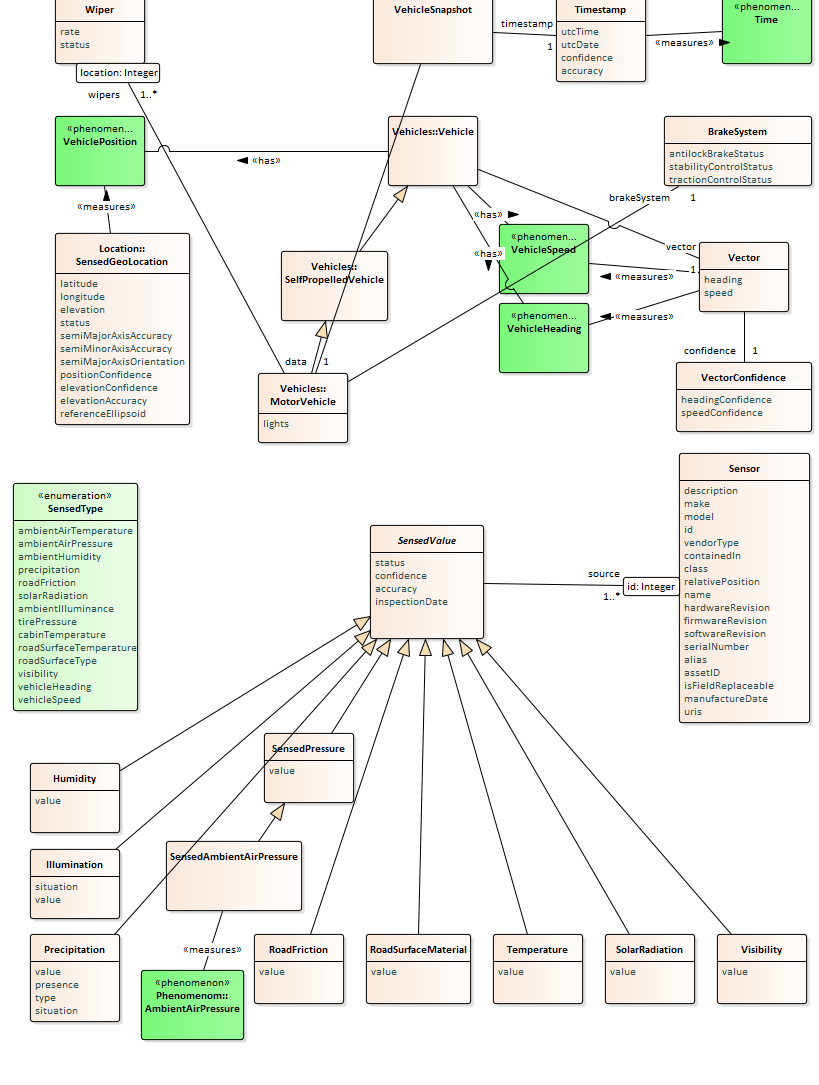 Wiper
rate
status
location: Integer
wipers
1..*
VehicleSnapshot
timestamp
1
Timestamp
utcTime
utcDate
confidence
accuracy
«measures»
«phenomen...
Time
«phenomen...
VehiclePosition
«has»
Vehicles::Vehicle
BrakeSystem
antilockBrakeStatus
stabilityControlStatus
tractionControlStatus
brakeSystem
1
«measures»
«has»
«has»
«phenomen...
VehicleSpeed
vector
1
«measures»
Vector
heading
speed
Location::
SensedGeoLocation
latitude
longitude
elevation
status
semiMajorAxisAccuracy
semiMinorAxisAccuracy
semiMajorAxisOrientation
positionConfidence
elevationConfidence
elevationAccuracy
referenceEllipsoid
Vehicles::
SelfPropelledVehicle
«phenomen...
VehicleHeading
«measures»
data
1
confidence
1
Vehicles::
MotorVehicle
lights
VectorConfidence
headingConfidence
speedConfidence
«enumeration»
SensedType
ambientAirTemperature
ambientAirPressure
ambientHumidity
precipitation
roadFriction
solarRadiation
ambientIlluminance
tirePressure
cabinTemperature
roadSurfaceTemperature
roadSurfaceType
visibility
vehicleHeading
vehicleSpeed
SensedValue
status
confidence
accuracy
inspectionDate
source
1..*
id: Integer
Sensor
description
make
model
id
vendorType
containedIn
class
relativePosition
name
hardwareRevision
firmwareRevision
softwareRevision
serialNumber
alias
assetID
isFieldReplaceable
manufactureDate
uris
SensedPressure
value
Humidity
value
SensedAmbientAirPressure
Illumination
situation
value
«measures»
Precipitation
value
presence
type
situation
«phenomenon»
Phenomenom::
AmbientAirPressure
RoadFriction
value
RoadSurfaceMaterial
value
Temperature
value
SolarRadiation
value
Visibility
value